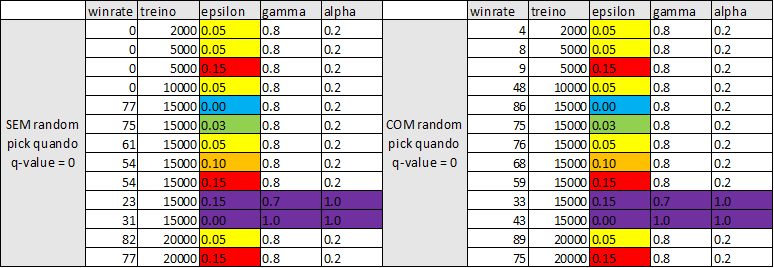 winrate treino epsilon gamma alpha winrate treino epsilon gamma alpha
0 2000 0.05 0.8 0.2 4 2000 0.05 0.8 0.2
0 5000 0.05 0.8 0.2 8 5000 0.05 0.8 0.2
0 5000 0.15 0.8 0.2 9 5000 0.15 0.8 0.2
0 10000 0.05 0.8 0.2 48 10000 0.05 0.8 0.2
77 15000 0.00 0.8 0.2 86 15000 0.00 0.8 0.2
SEM random 75 15000 0.03 0.8 0.2 COM random 75 15000 0.03 0.8 0.2
pick quando 61 15000 0.05 0.8 0.2 pick quando 76 15000 0.05 0.8 0.2
q-value = 0 54 15000 0.10 0.8 0.2 q-value = 0 68 15000 0.10 0.8 0.2
54 15000 0.15 0.8 0.2 59 15000 0.15 0.8 0.2
23 15000 0.15 0.7 1.0 33 15000 0.15 0.7 1.0
31 15000 0.00 1.0 1.0 43 15000 0.00 1.0 1.0
82 20000 0.05 0.8 0.2 89 20000 0.05 0.8 0.2
77 20000 0.15 0.8 0.2 75 20000 0.15 0.8 0.2